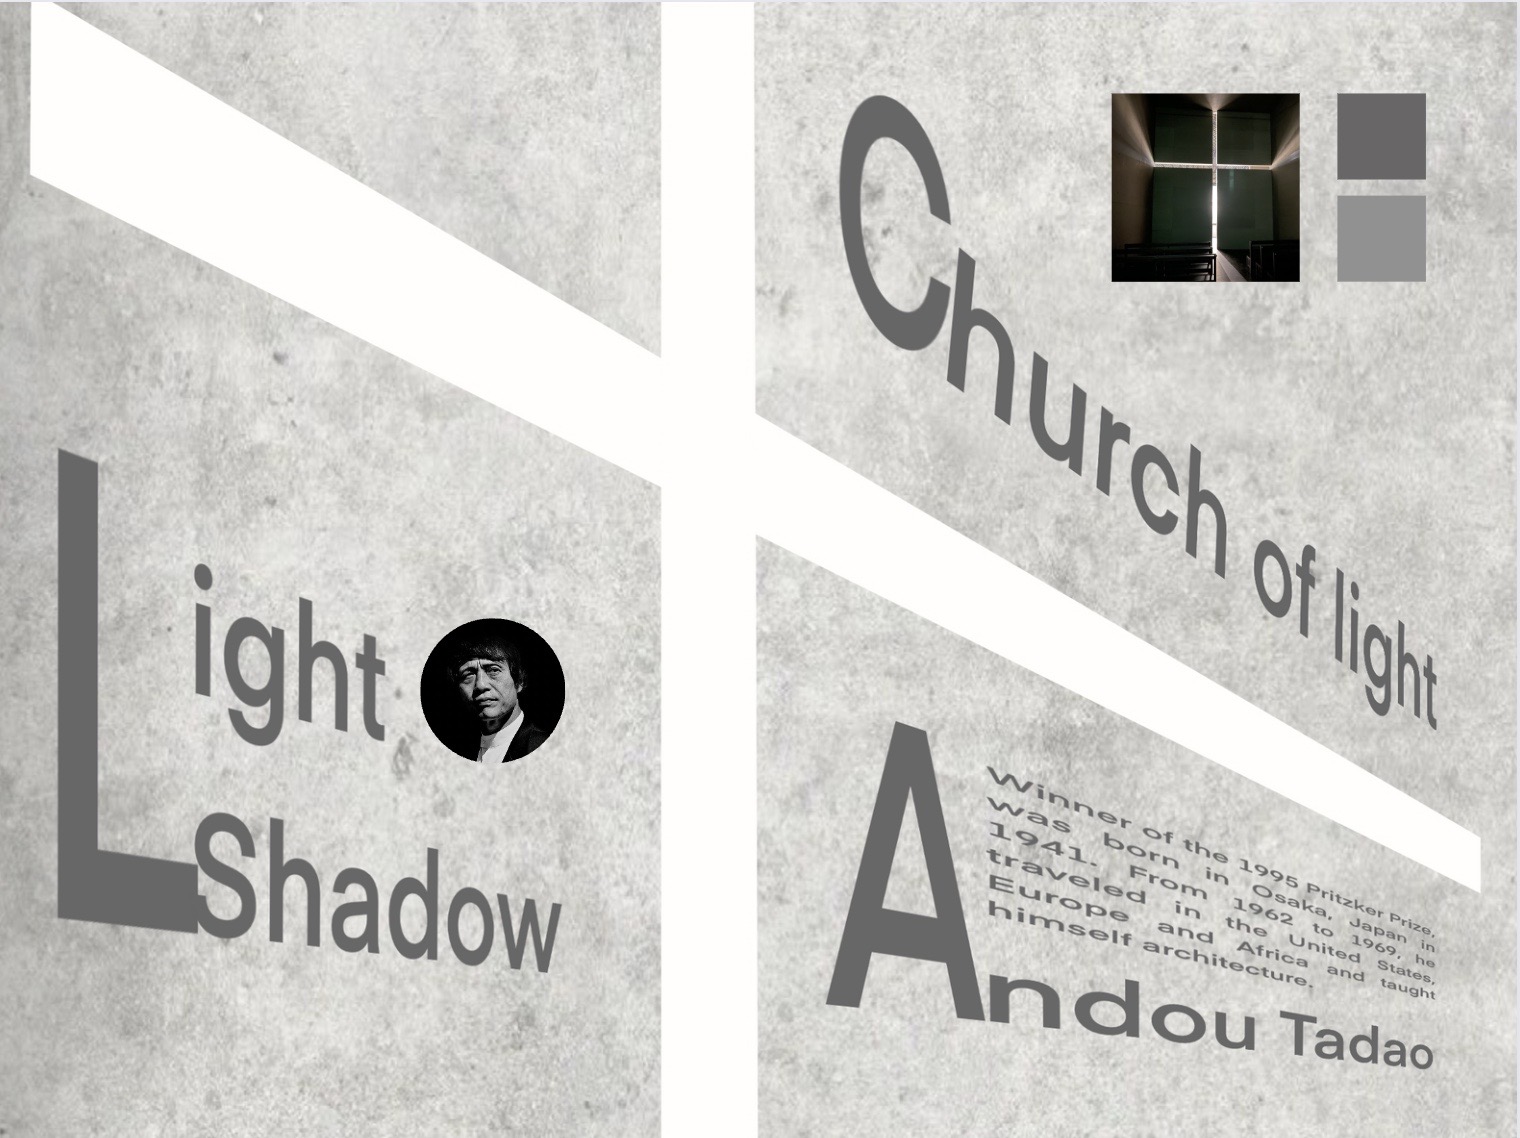 Light
Shadow
Church of light
Winner of the 1995 Pritzker Prize,
was born in Osaka, Japan in
1941. From 1962 to 1969, he
traveled in the United States,
Europe and Africa and taught
himself architecture.
Andou Tadao